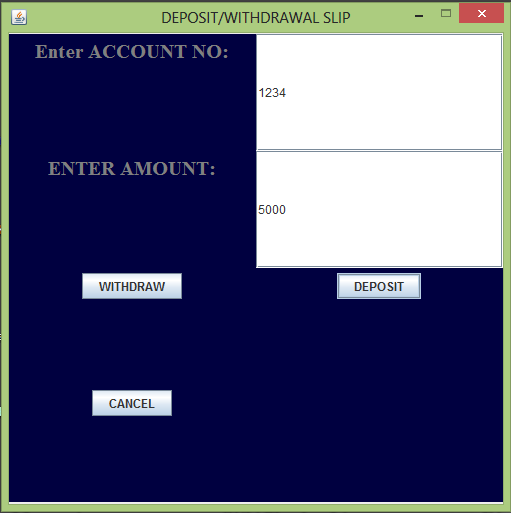 DEPOSIT/WITHDRAWAL SLIP
Enter ACCOUNT NO:
1234
ENTER AMOUNT:
5000
WITHDRAW
DEPOSIT
CANCEL